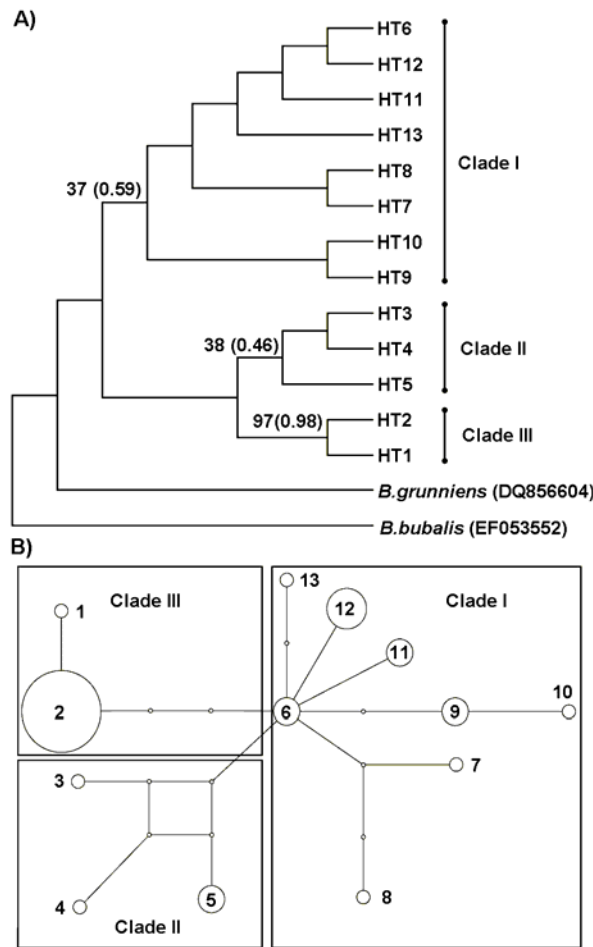 A)
HT6
HT12
HT11
HT13
HT8
HT7
HT10
HT9
Clade I
37 (0.59)
HT3
HT4
HT5
Clade II
38 (0.46)
HT2
HT1
Clade III
97(0.98)
B.grunniens (DQ856604)
B.bubalis (EF053552)
B)
Clade III
1
2
Clade I
13
12
11
6
9
10
7
8
3
4
5
Clade II